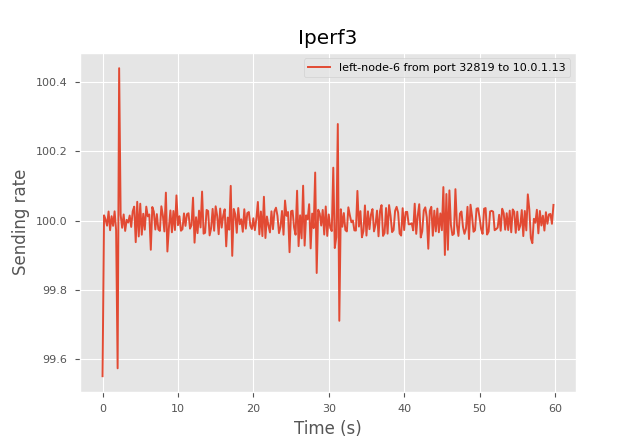 Iperf3
left-node-6 from port 32819 to 10.0.1.13
Sending rate
100.4
100.2
100.0
99.8
99.6
0 10 20 30 40 50 60
Time (s)